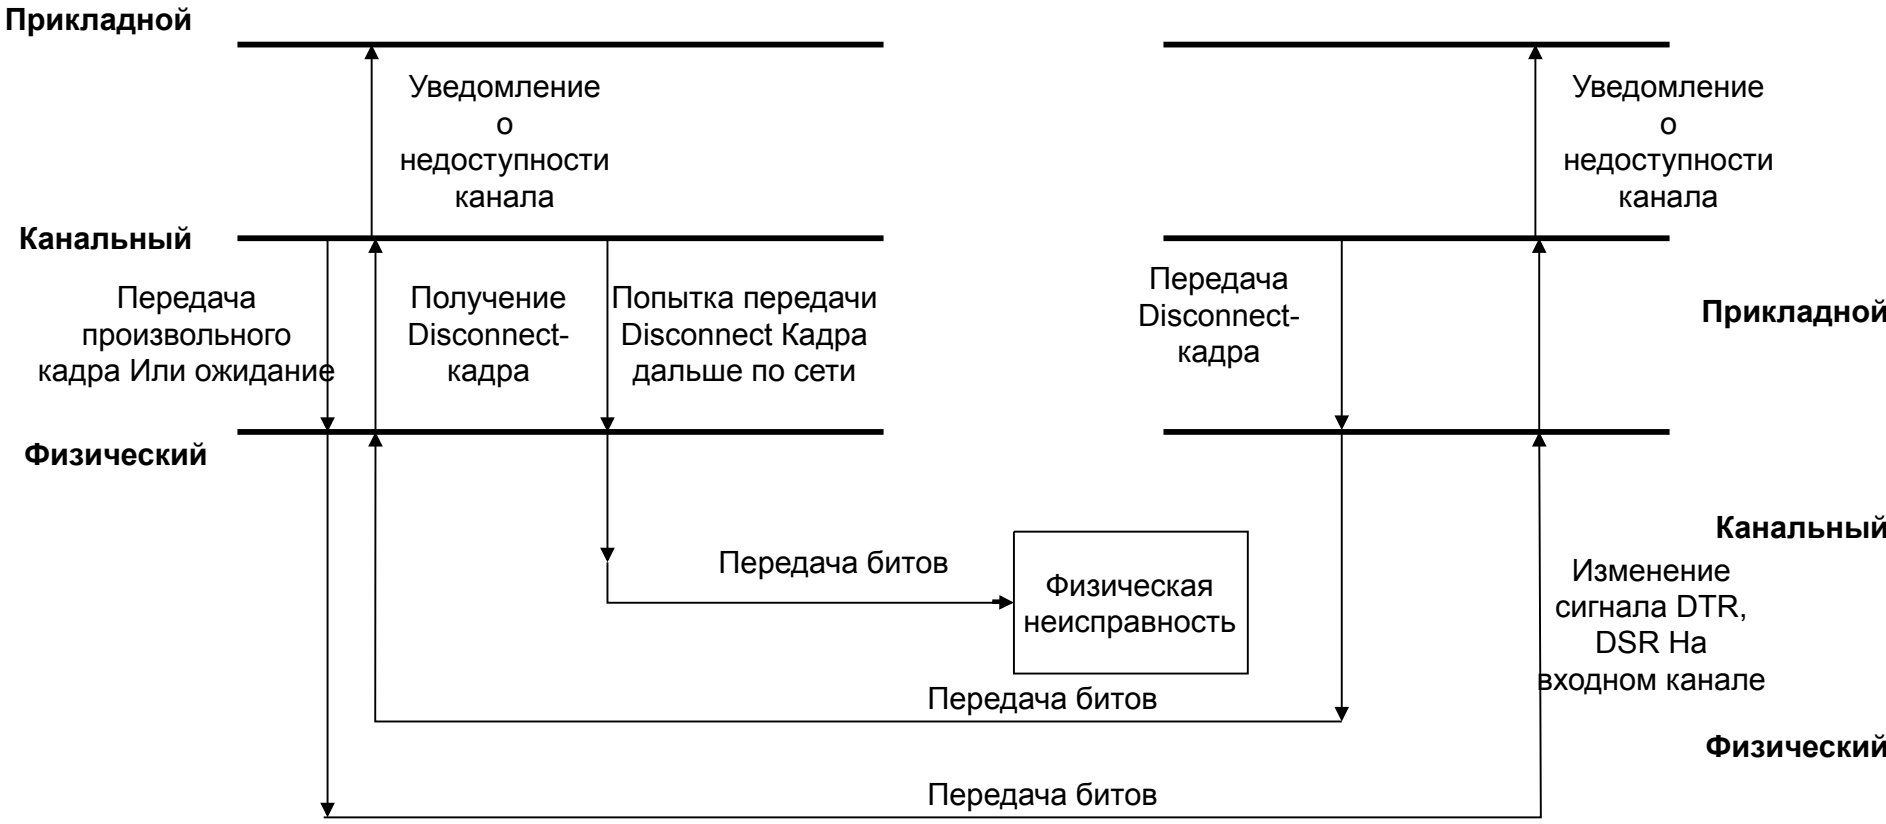 Прикладной
Уведомление
о
недоступности
канала
Уведомление
о
недоступности
канала
Канальный
Передача
произвольного
кадра Или ожидание
Получение
Disconnect-
кадра
Попытка передачи
Disconnect Кадра
дальше по сети
Передача
Disconnect-
кадра
Прикладной
Физический
Канальный
Передача битов
Физическая
неисправность
Изменение
сигнала DTR,
DSR На
входном канале
Передача битов
Физический
Передача битов